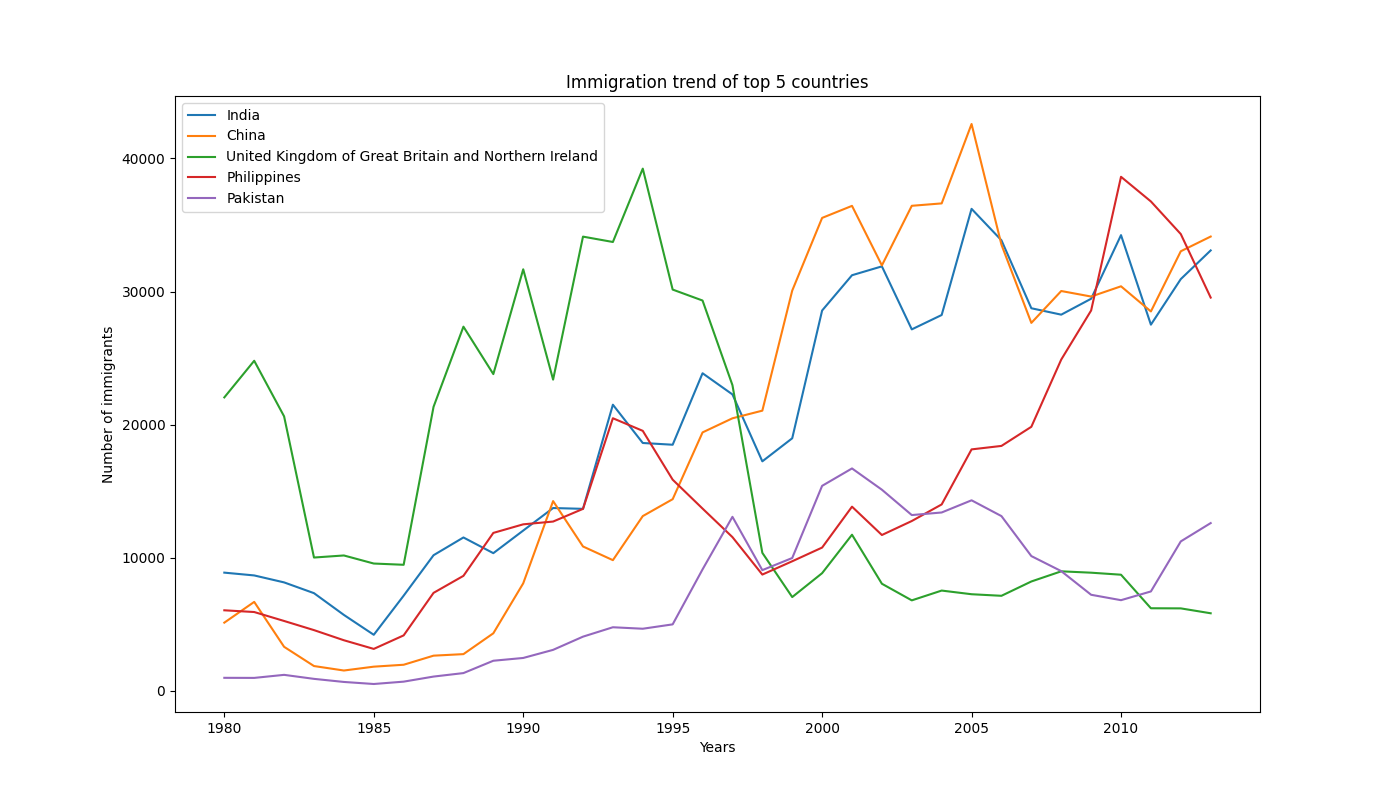 Immigration trend of top 5 countries
India
China
United Kingdom of Great Britain and Northern Ireland
Philippines
Pakistan
Number of immigrants
40000
30000
20000
10000
0
1980 1985 1990 1995 2000 2005 2010
Years